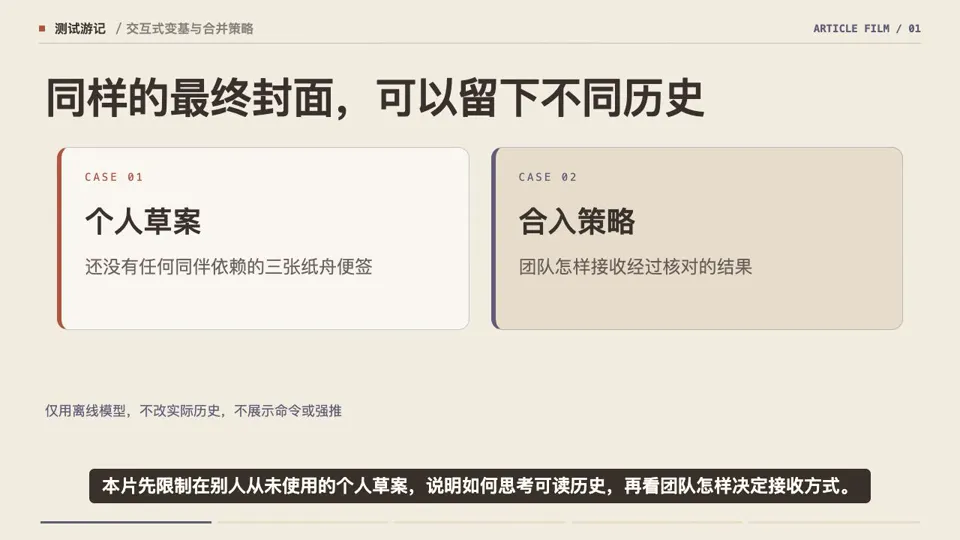 测试游记 / 交互式变基与合并策略
ARTICLE FILM / 01
同样的最终封面，可以留下不同历史
CASE 01
个人草案
还没有任何同伴依赖的三张纸舟便签
CASE 02
合入策略
团队怎样接收经过核对的结果
仅用离线模型，不改实际历史，不展示命令或强推
本片先限制在别人从未使用的个人草案，说明如何思考可读历史，再看团队怎样决定接收方式。